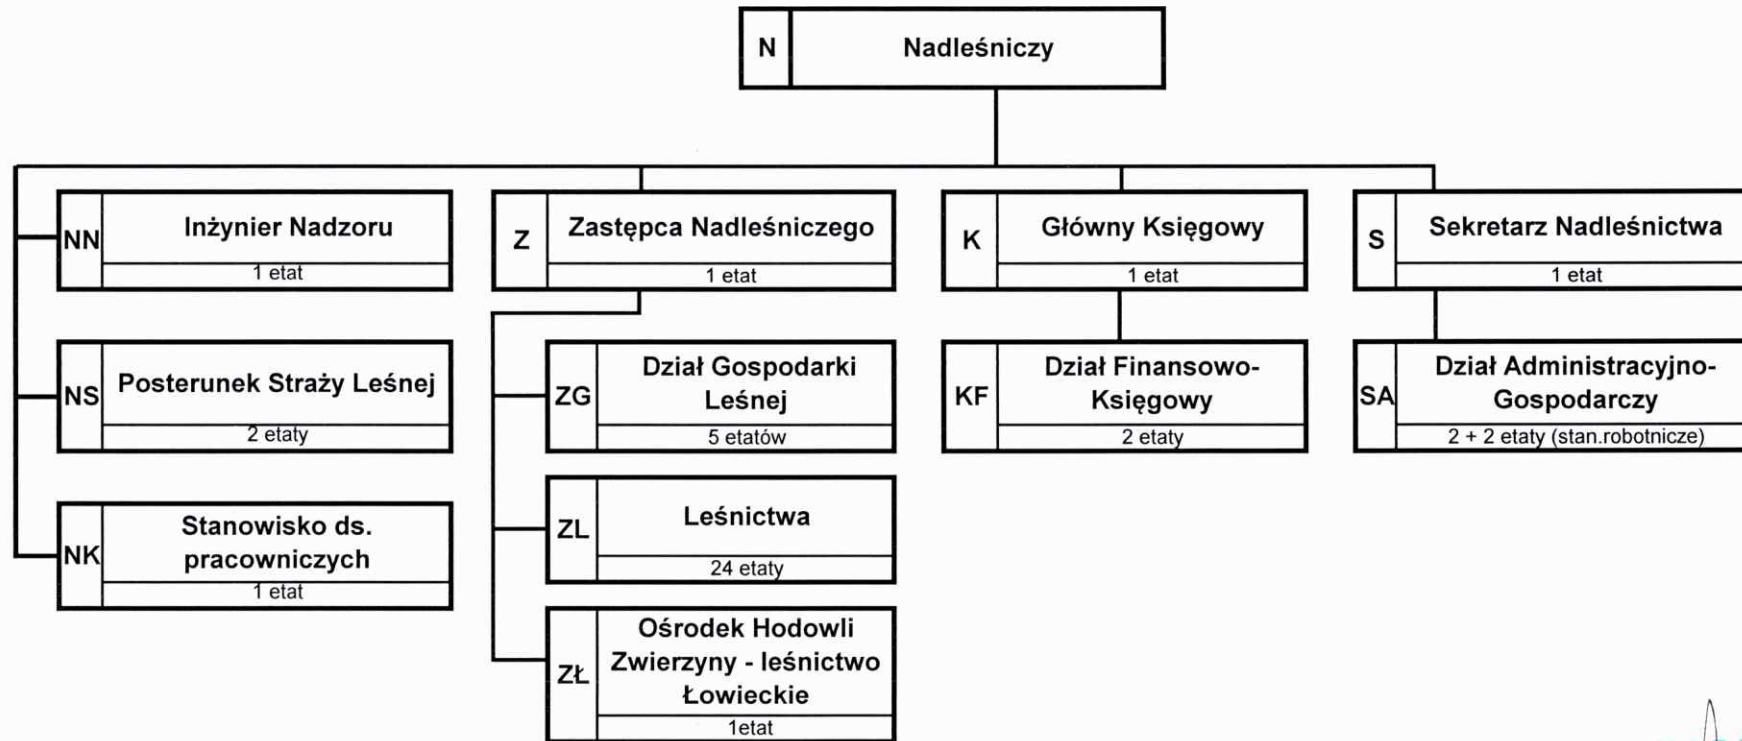 N
Nadleśniczy
NN
Inżynier Nadzoru
1 etat
Z
Zastępca Nadleśniczego
1 etat
K
Główny Księgowy
1 etat
S
Sekretarz Nadleśnictwa
1 etat
NS
Posterunek Straży Leśnej
2 etaty
ZG
Dział Gospodarki
Leśnej
5 etatów
KF
Dział Finansowo-
Księgowy
2 etaty
SA
Dział Administracyjno-
Gospodarczy
2 + 2 etaty (stan.robotnicze)
NK
Stanowisko ds.
pracowniczych
1 etat
ZL
Leśnictwa
24 etaty
ZŁ
Ośrodek Hodowli
Zwierzyny - leśnictwo
Łowieckie
1etat